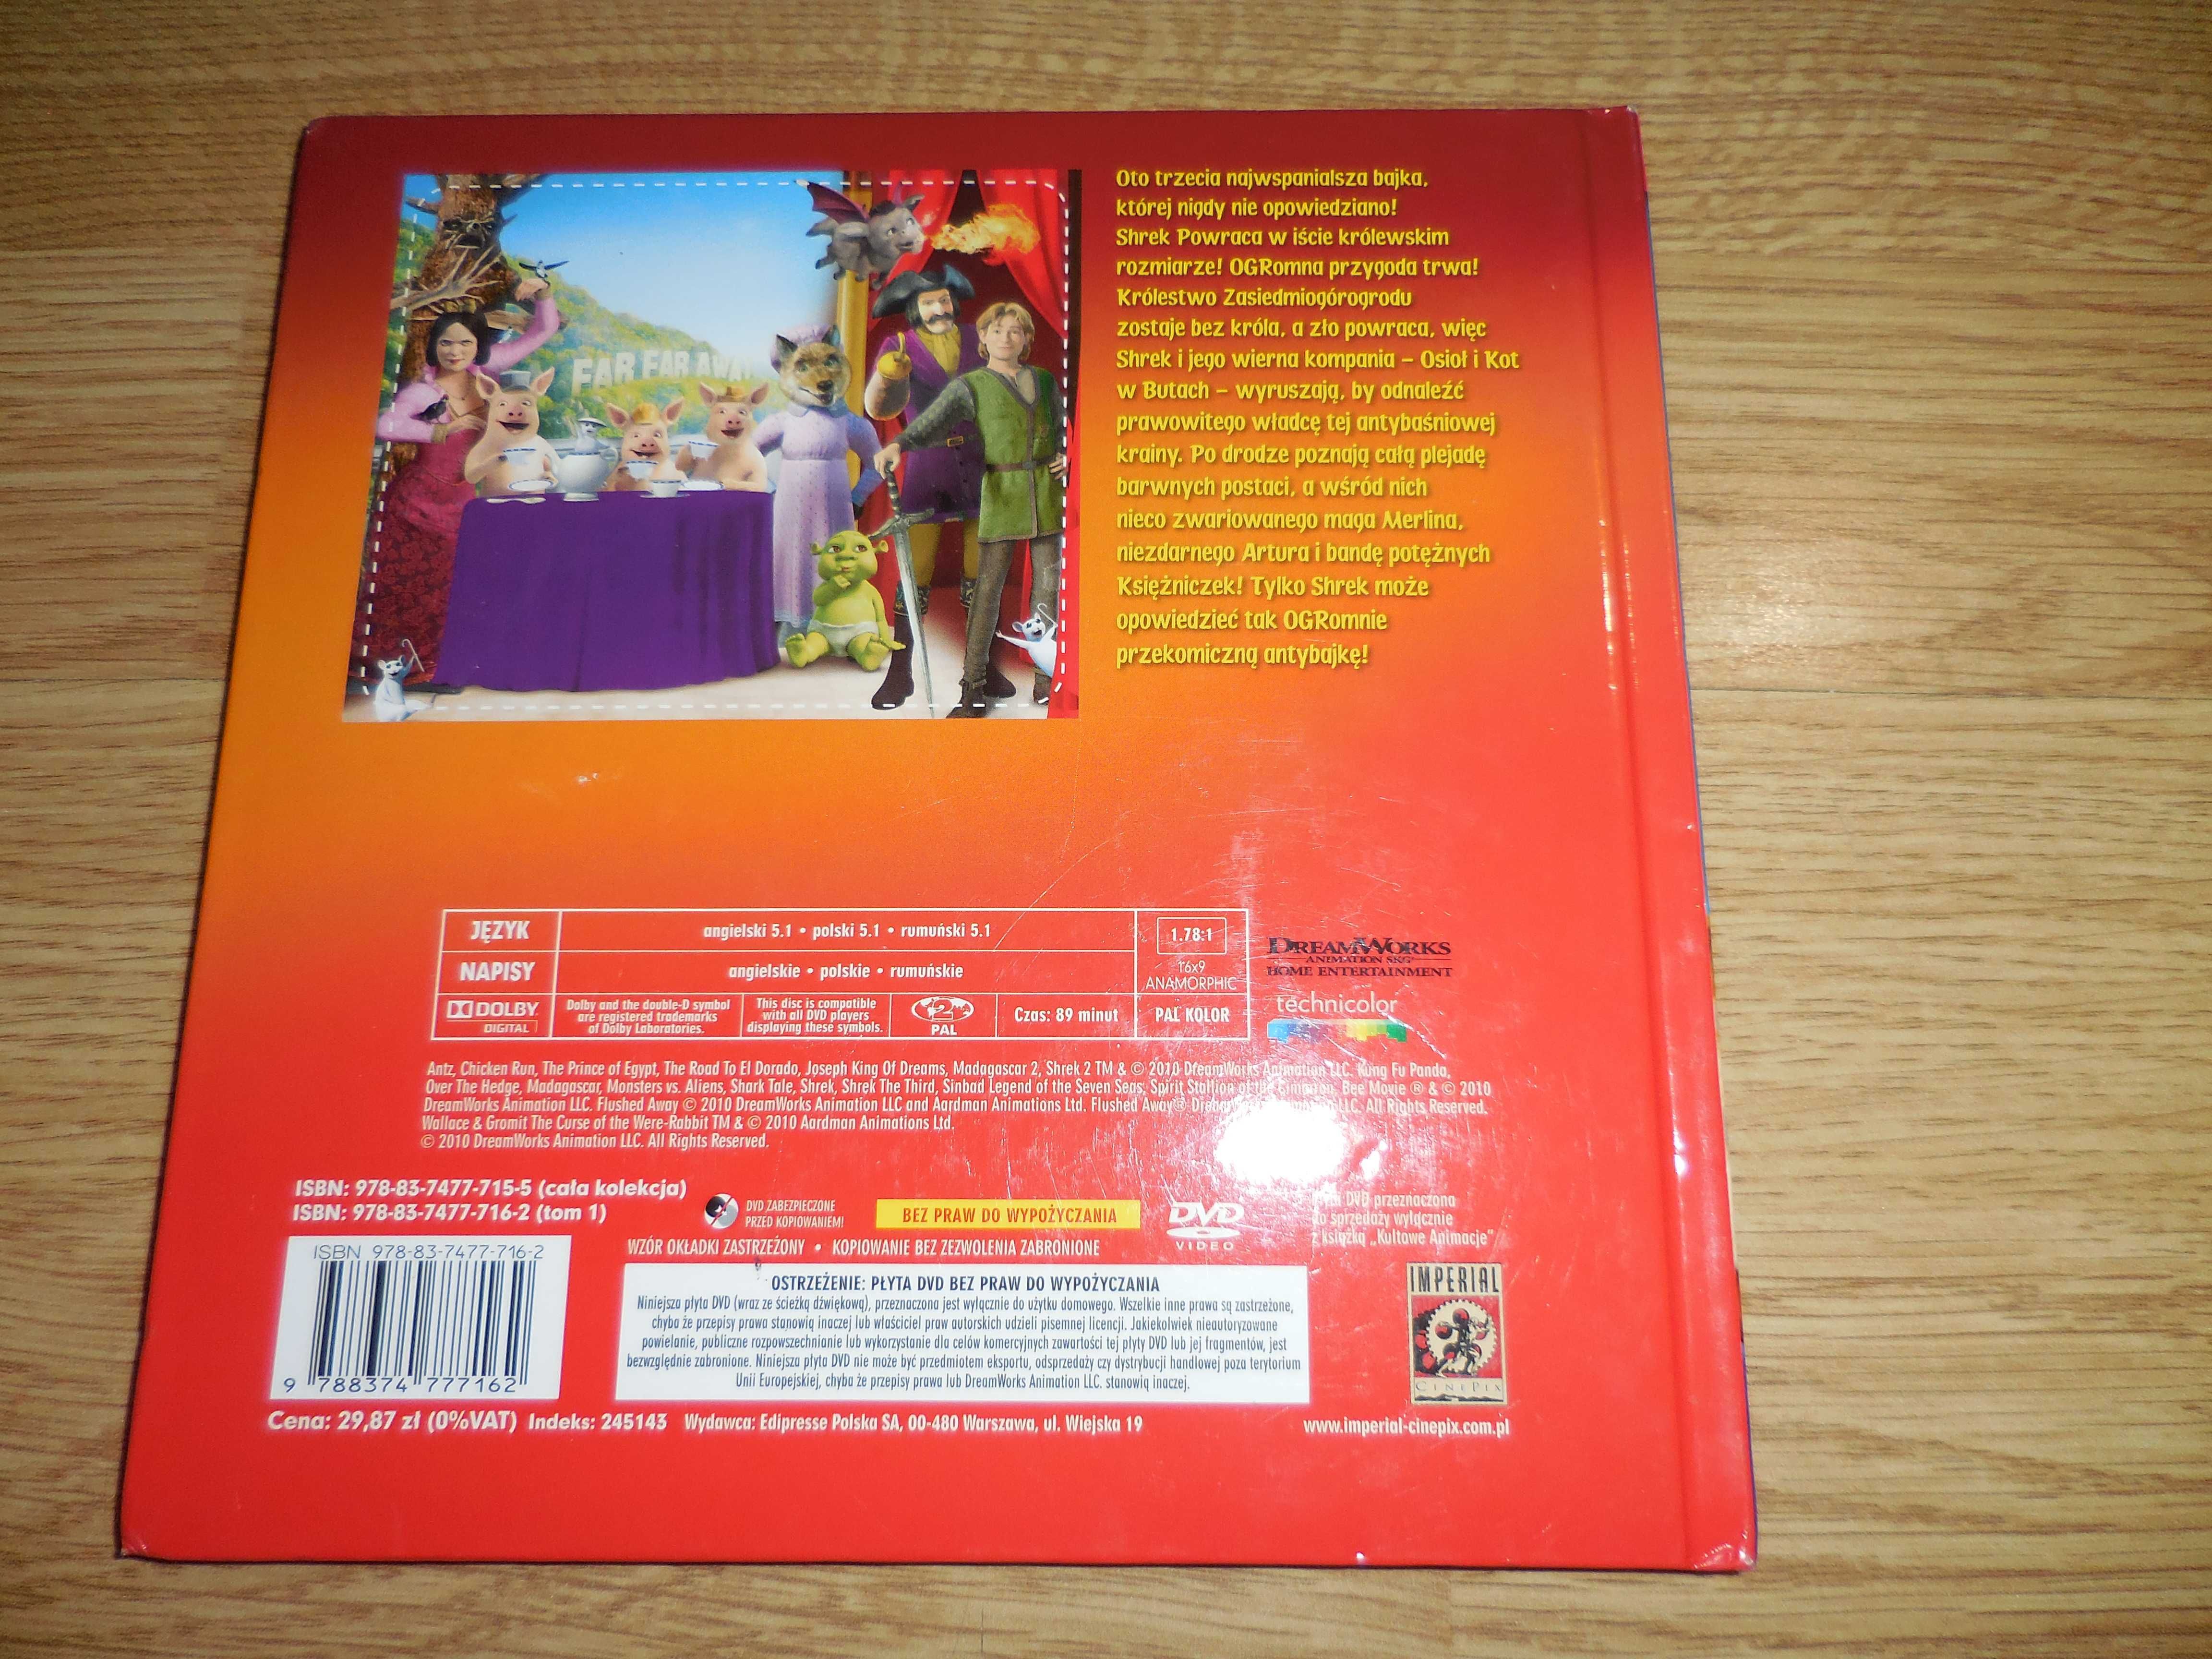 FAR FAR AWAY
Oto trzecia najwspanialsza bajka,
której nigdy nie opowiedziano!
Shrek Powraca w iście królewskim
rozmiarze! OGRomna przygoda trwa!
Królestwo Zasiedmiogórogrodu
zostaje bez króla, a zło powraca, więc
Shrek i jego wierna kompania – Osioł i Kot
w Butach – wyruszają, by odnaleźć
prawowitego władcę tej antybaśniowej
krainy. Po drodze poznają całą plejadę
barwnych postaci, a wśród nich
nieco zwariowanego maga Merlina,
niezdarnego Artura i bandę potężnych
Księżniczek! Tylko Shrek może
opowiedzieć tak OGRomnie
przekomiczną antybajkę!
JĘZYK angielski 5.1 • polski 5.1 • rumuński 5.1 1.78:1
NAPISY angielskie • polskie • rumuńskie 16x9
ANAMORPHIC
DOLBY
DIGITAL
Dolby and the double-D symbol
are registered trademarks
of Dolby Laboratories.
This disc is compatible
with all DVD players
displaying these symbols.
2
PAL
Czas: 89 minut
PAL KOLOR
DREAMWORKS
ANIMATION SKG
HOME ENTERTAINMENT
technicolor
Antz, Chicken Run, The Prince of Egypt, The Road To El Dorado, Joseph King Of Dreams, Madagascar 2, Shrek 2 TM & © 2010 DreamWorks Animation LLC. Kung Fu Panda,
Over The Hedge, Madagascar, Monsters vs. Aliens, Shark Tale, Shrek, Shrek The Third, Sinbad Legend of the Seven Seas, Spirit Stallion of the Cimarron, Bee Movie ® & © 2010
DreamWorks Animation LLC. Flushed Away © 2010 DreamWorks Animation LLC and Aardman Animations Ltd. Flushed Away® LLC. All Rights Reserved.
Wallace & Gromit The Curse of the Were-Rabbit TM & © 2010 Aardman Animations Ltd.
© 2010 DreamWorks Animation LLC. All Rights Reserved.
ISBN: 978-83-7477-715-5 (cała kolekcja)
ISBN: 978-83-7477-716-2 (tom 1)
DVD ZABEZPIECZONE
PRZED KOPIOWANIEM!
BEZ PRAW DO WYPOŻYCZANIA
DVD
VIDEO
DVD przeznaczona
do sprzedaży wyłącznie
z książką „Kultowe Animacje"
WZÓR OKŁADKI ZASTRZEŻONY • KOPIOWANIE BEZ ZEZWOLENIA ZABRONIONE
ISBN 978-83-7477-716-2
9 788374 777162
OSTRZEŻENIE: PŁYTA DVD BEZ PRAW DO WYPOŻYCZANIA
Niniejsza płyta DVD (wraz ze ścieżką dźwiękową), przeznaczona jest wyłącznie do użytku domowego. Wszelkie inne prawa są zastrzeżone,
chyba że przepisy prawa stanowią inaczej lub właściciel praw autorskich udzieli pisemnej licencji. Jakiekolwiek nieautoryzowane
powielanie, publiczne rozpowszechnianie lub wykorzystanie dla celów komercyjnych zawartości tej płyty DVD lub jej fragmentów, jest
bezwzględnie zabronione. Niniejsza płyta DVD nie może być przedmiotem eksportu, odsprzedaży czy dystrybucji handlowej poza terytorium
Unii Europejskiej, chyba że przepisy prawa lub DreamWorks Animation LLC. stanowią inaczej.
IMPERIAL
CINEPIX
Cena: 29,87 zł (0%VAT) Indeks: 245143 Wydawca: Edipresse Polska SA, 00-480 Warszawa, ul. Wiejska 19
www.imperial-cinepix.com.pl